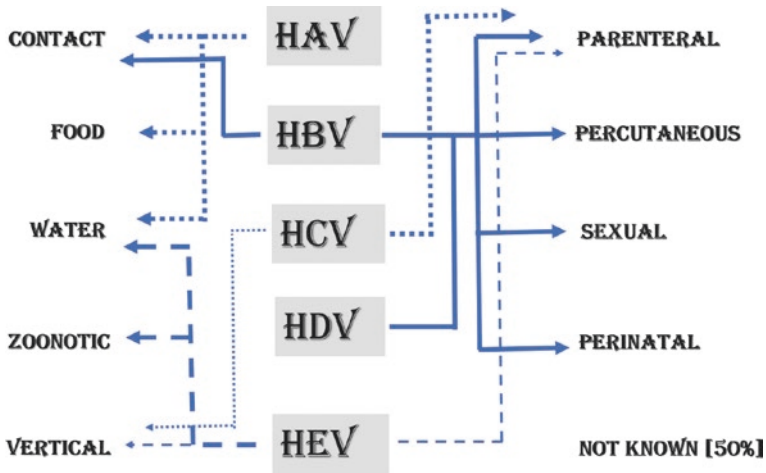 CONTACT
HAV
PARENTERAL
FOOD
HBV
PERCUTANEOUS
WATER
HCV
SEXUAL
ZOONOTIC
HDV
PERINATAL
VERTICAL
HEV
NOT KNOWN [50%]